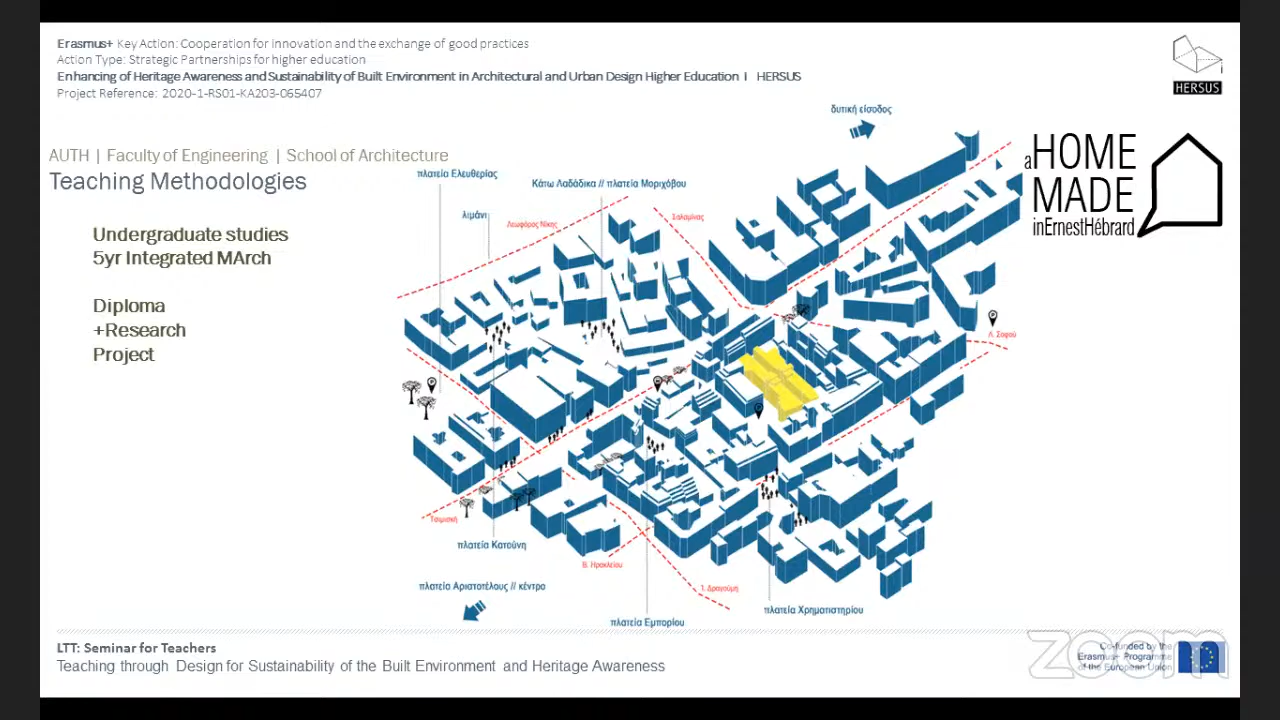 Erasmus+ Key Action: Cooperation for innovation and the exchange of good practices
Action Type: Strategic Partnerships for higher education
Enhancing of Heritage Awareness and Sustainability of Built Environment in Architectural and Urban Design Higher Education I HERSUS
Project Reference: 2020-1-RS01-KA203-065407
HERSUS
AUTH | Faculty of Engineering | School of Architecture
Teaching Methodologies
Undergraduate studies
5yr Integrated MArch
Diploma
+Research
Project
δυτική είσοδος
a HOME
MADE
inErnestHébrard
πλατεία Ελευθερίας
Κάτω Λαδάδικα // πλατεία Μοριχόβου
λιμάνι
Λεωφόρος Νίκης
Σαλαμίνας
Λ. Σοφού
Τσιμισκή
πλατεία Κατούνη
Β. Ηρακλείου
πλατεία Αριστοτέλους // κέντρο
Ί. Δραγούμη
πλατεία Χρηματιστηρίου
πλατεία Εμπορίου
LTT: Seminar for Teachers
Teaching through Design for Sustainability of the Built Environment and Heritage Awareness
Co-funded by the
Erasmus+ Programme
of the European Union
zoom